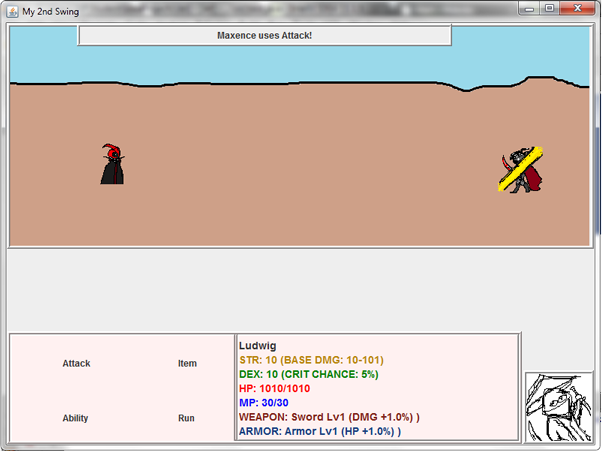 My 2nd Swing
Maxence uses Attack!
Attack
Item
Ability
Run
Ludwig
STR: 10 (BASE DMG: 10-101)
DEX: 10 (CRIT CHANCE: 5%)
HP: 1010/1010
MP: 30/30
WEAPON: Sword Lv1 (DMG +1.0%) )
ARMOR: Armor Lv1 (HP +1.0%) )